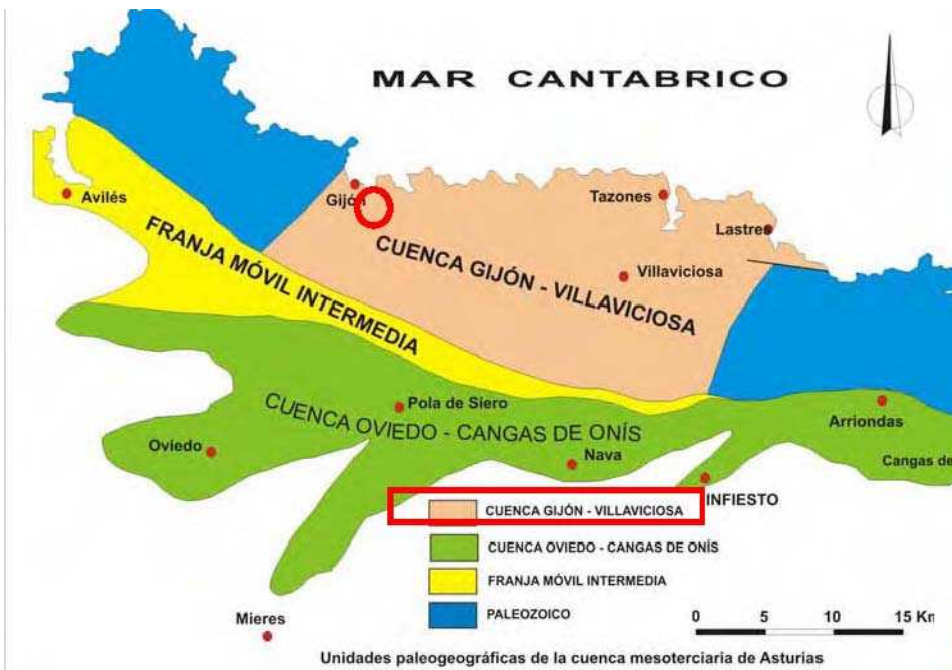 MAR CANTABRICO
Avilés
Gijón
Tazones
Lastres
FRANJA MÓVIL INTERMEDIA
CUENCA GIJÓN - VILLAVICIOSA
Villaviciosa
CUENCA OVIEDO - CANGAS DE ONÍS
Pola de Siero
Oviedo
Nava
Arriondas
Cangas de
INFIESTO
CUENCA GIJÓN - VILLAVICIOSA
CUENCA OVIEDO - CANGAS DE ONÍS
FRANJA MÓVIL INTERMEDIA
PALEOZOICO
Mieres
0 5 10 15 Km
Unidades paleogeográficas de la cuenca mesoterciaria de Asturias